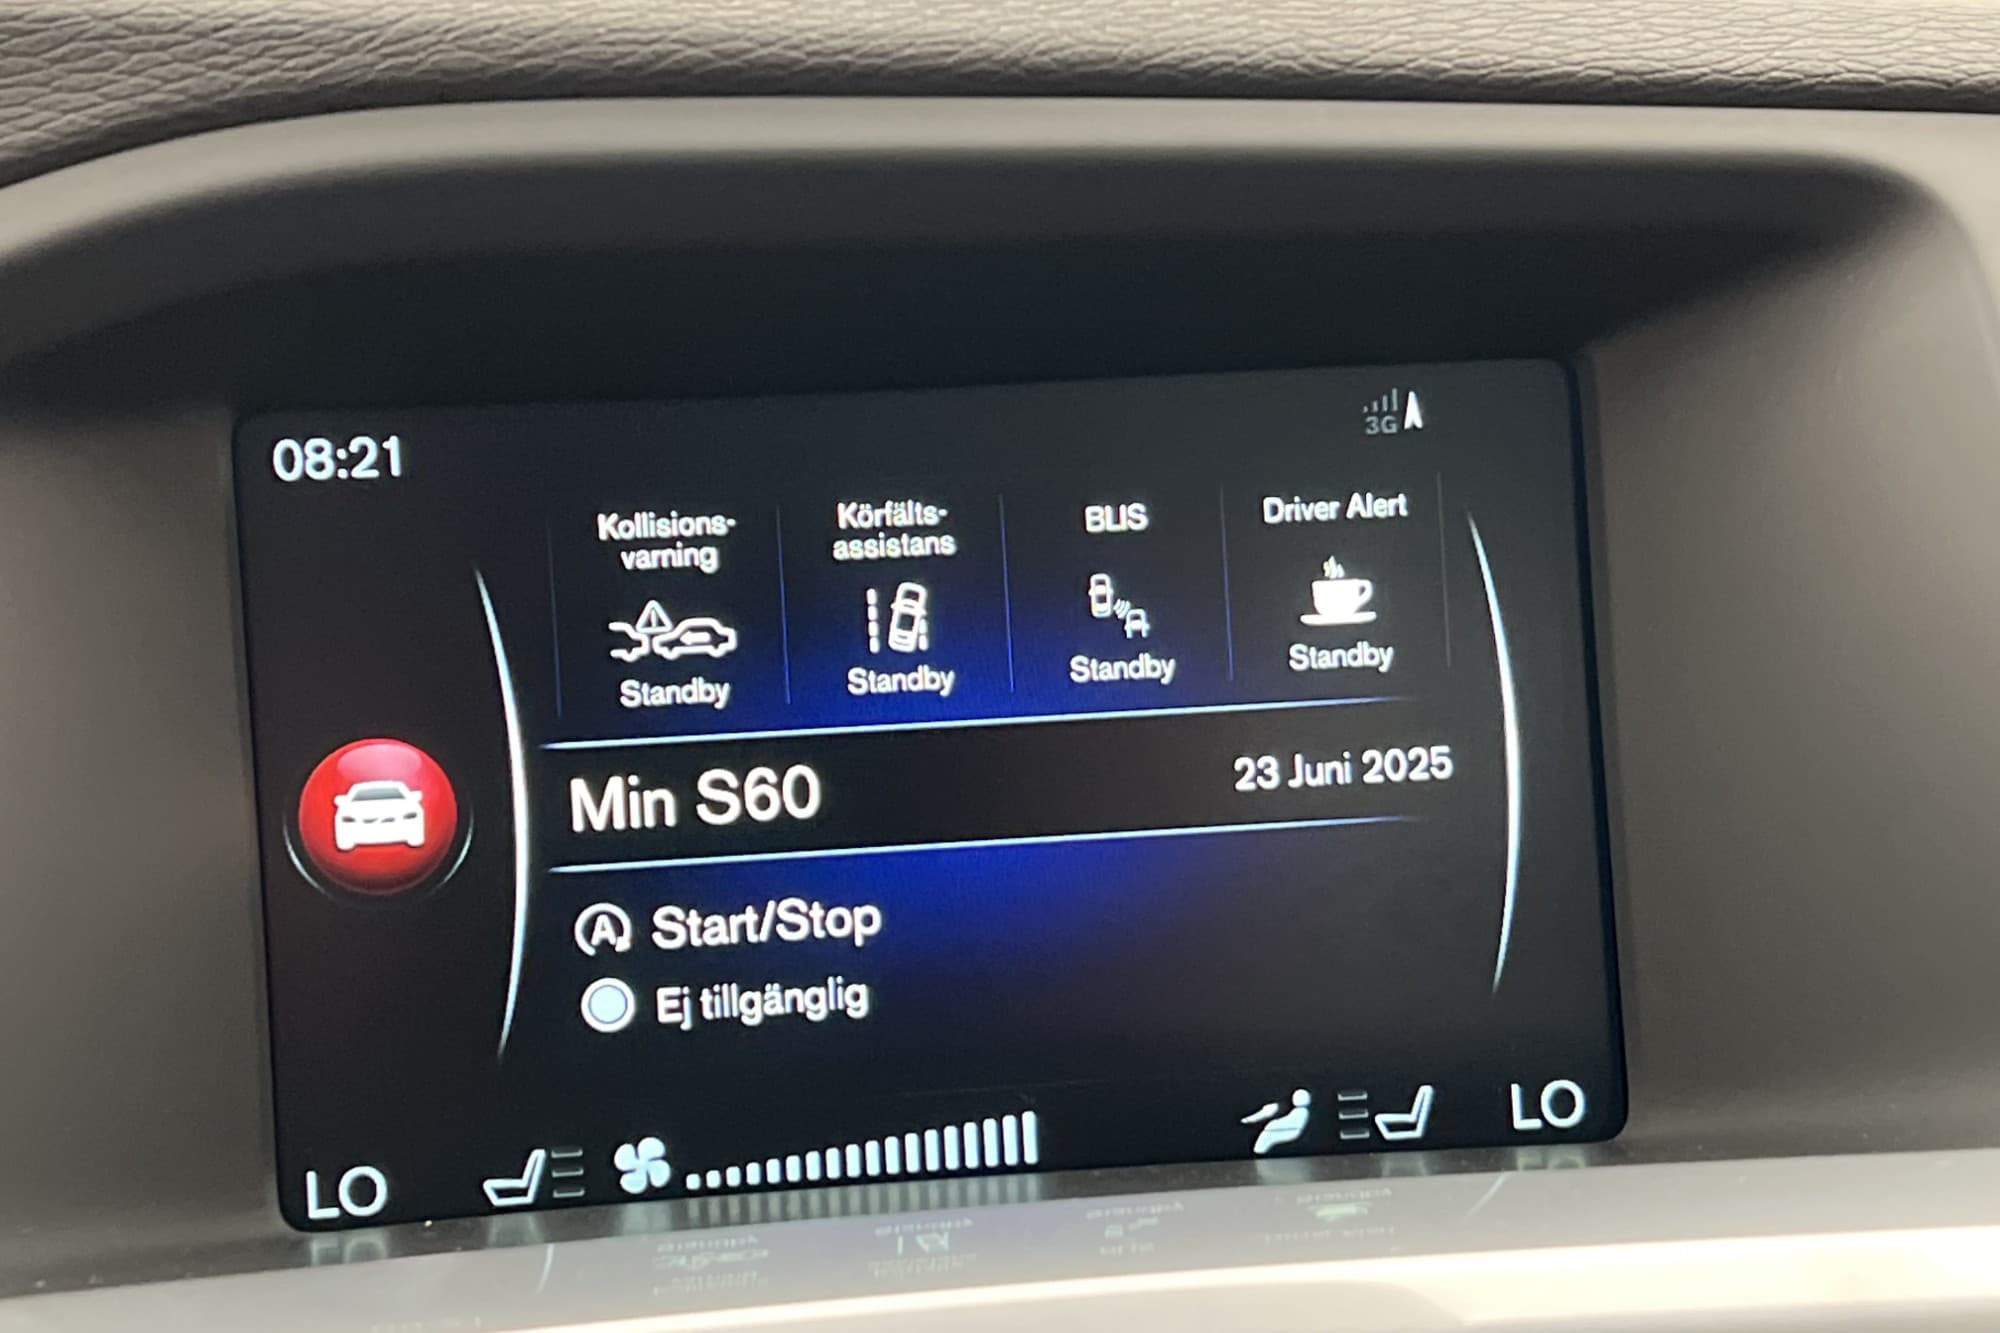 08:21
3G
Kollisions-
varning
Standby
Körfälts-
assistans
Standby
BLIS
Standby
Driver Alert
Standby
Min S60
23 Juni 2025
A Start/Stop
Ej tillgänglig
LO
LO